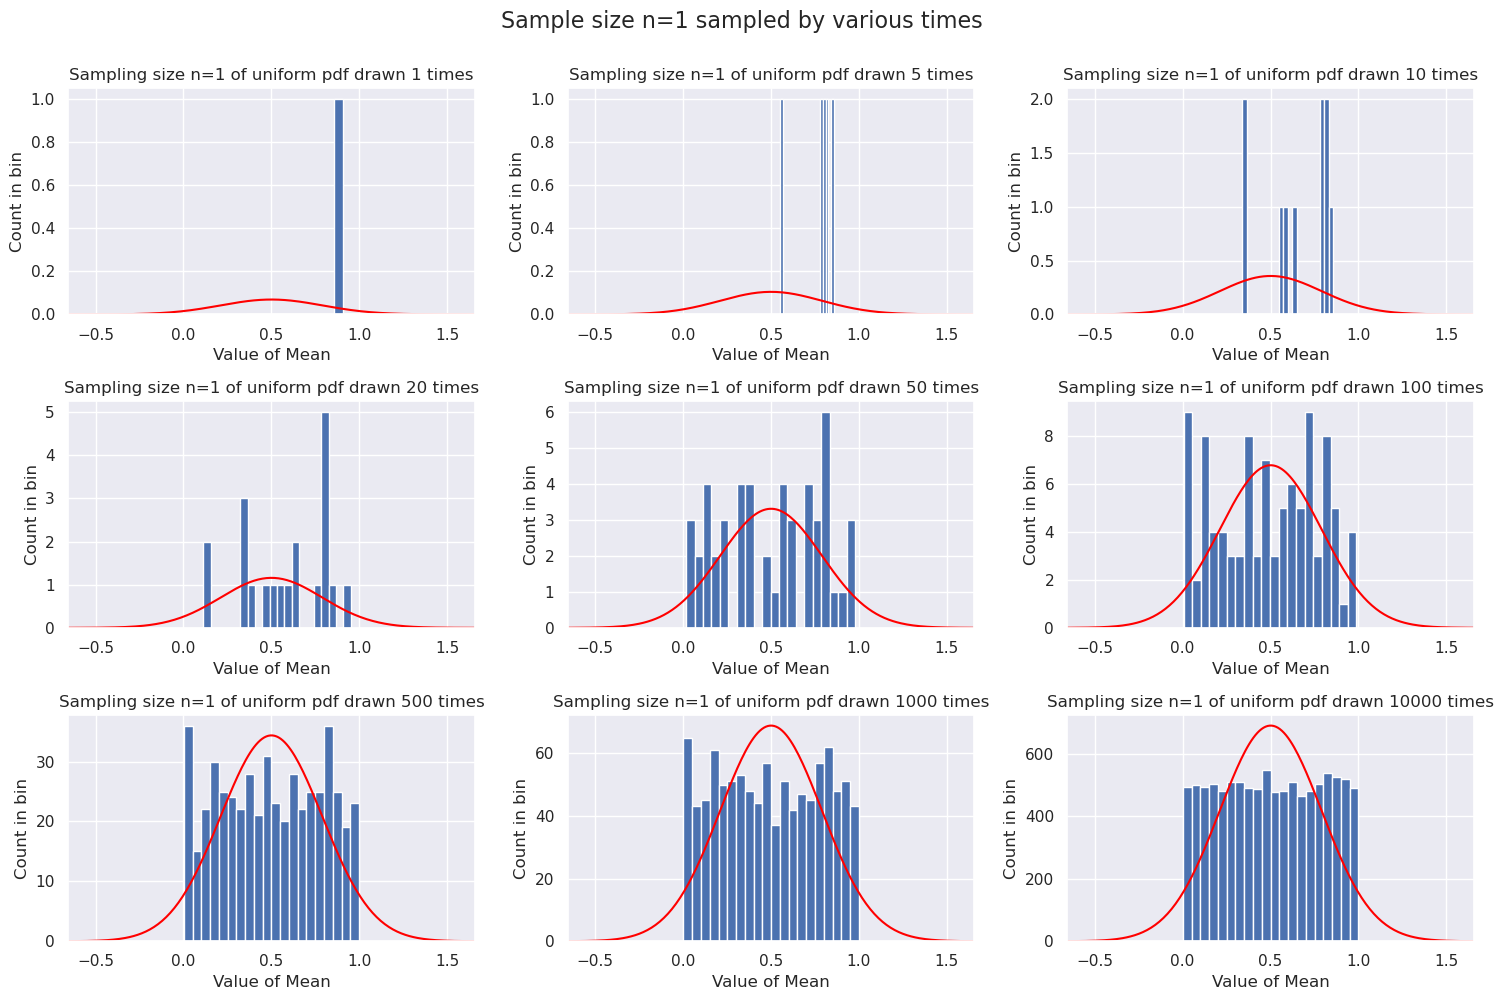 Sample size n=1 sampled by various times
Sampling size n=1 of uniform pdf drawn 1 times
Sampling size n=1 of uniform pdf drawn 5 times
Sampling size n=1 of uniform pdf drawn 10 times
Count in bin
1.0
0.8
0.6
0.4
0.2
0.0
−0.5 0.0 0.5 1.0 1.5
Value of Mean
Count in bin
1.0
0.8
0.6
0.4
0.2
0.0
−0.5 0.0 0.5 1.0 1.5
Value of Mean
Count in bin
2.0
1.5
1.0
0.5
0.0
−0.5 0.0 0.5 1.0 1.5
Value of Mean
Sampling size n=1 of uniform pdf drawn 20 times
Sampling size n=1 of uniform pdf drawn 50 times
Sampling size n=1 of uniform pdf drawn 100 times
Count in bin
5
4
3
2
1
0
−0.5 0.0 0.5 1.0 1.5
Value of Mean
Count in bin
6
5
4
3
2
1
0
−0.5 0.0 0.5 1.0 1.5
Value of Mean
Count in bin
8
6
4
2
0
−0.5 0.0 0.5 1.0 1.5
Value of Mean
Sampling size n=1 of uniform pdf drawn 500 times
Sampling size n=1 of uniform pdf drawn 1000 times
Sampling size n=1 of uniform pdf drawn 10000 times
Count in bin
30
20
10
0
−0.5 0.0 0.5 1.0 1.5
Value of Mean
Count in bin
60
40
20
0
−0.5 0.0 0.5 1.0 1.5
Value of Mean
Count in bin
600
400
200
0
−0.5 0.0 0.5 1.0 1.5
Value of Mean